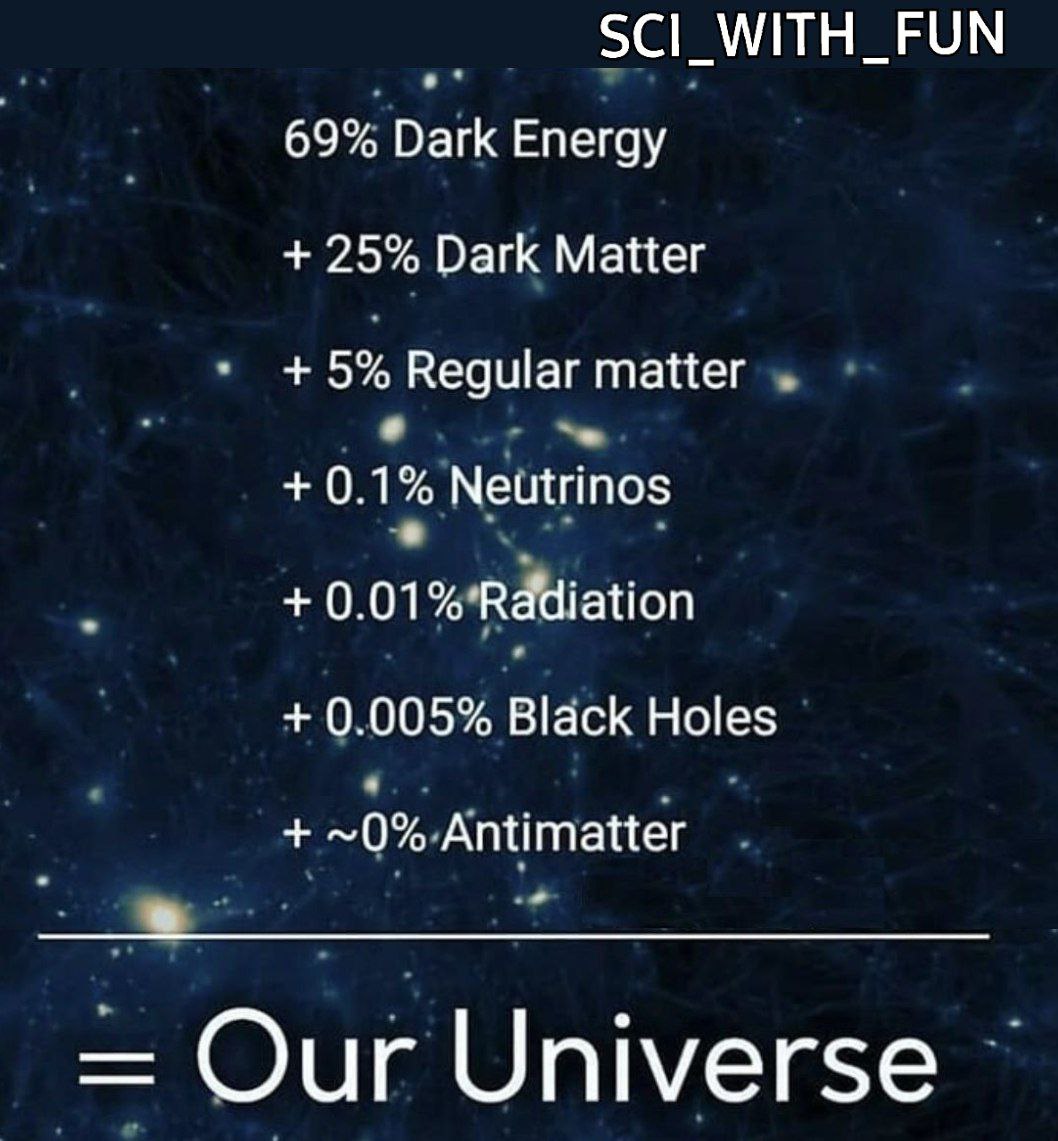 SCI_WITH_FUN
69% Dark Energy
+ 25% Dark Matter
+ 5% Regular matter
+ 0.1% Neutrinos
+ 0.01% Radiation
+ 0.005% Black Holes
+ ~0% Antimatter
= Our Universe